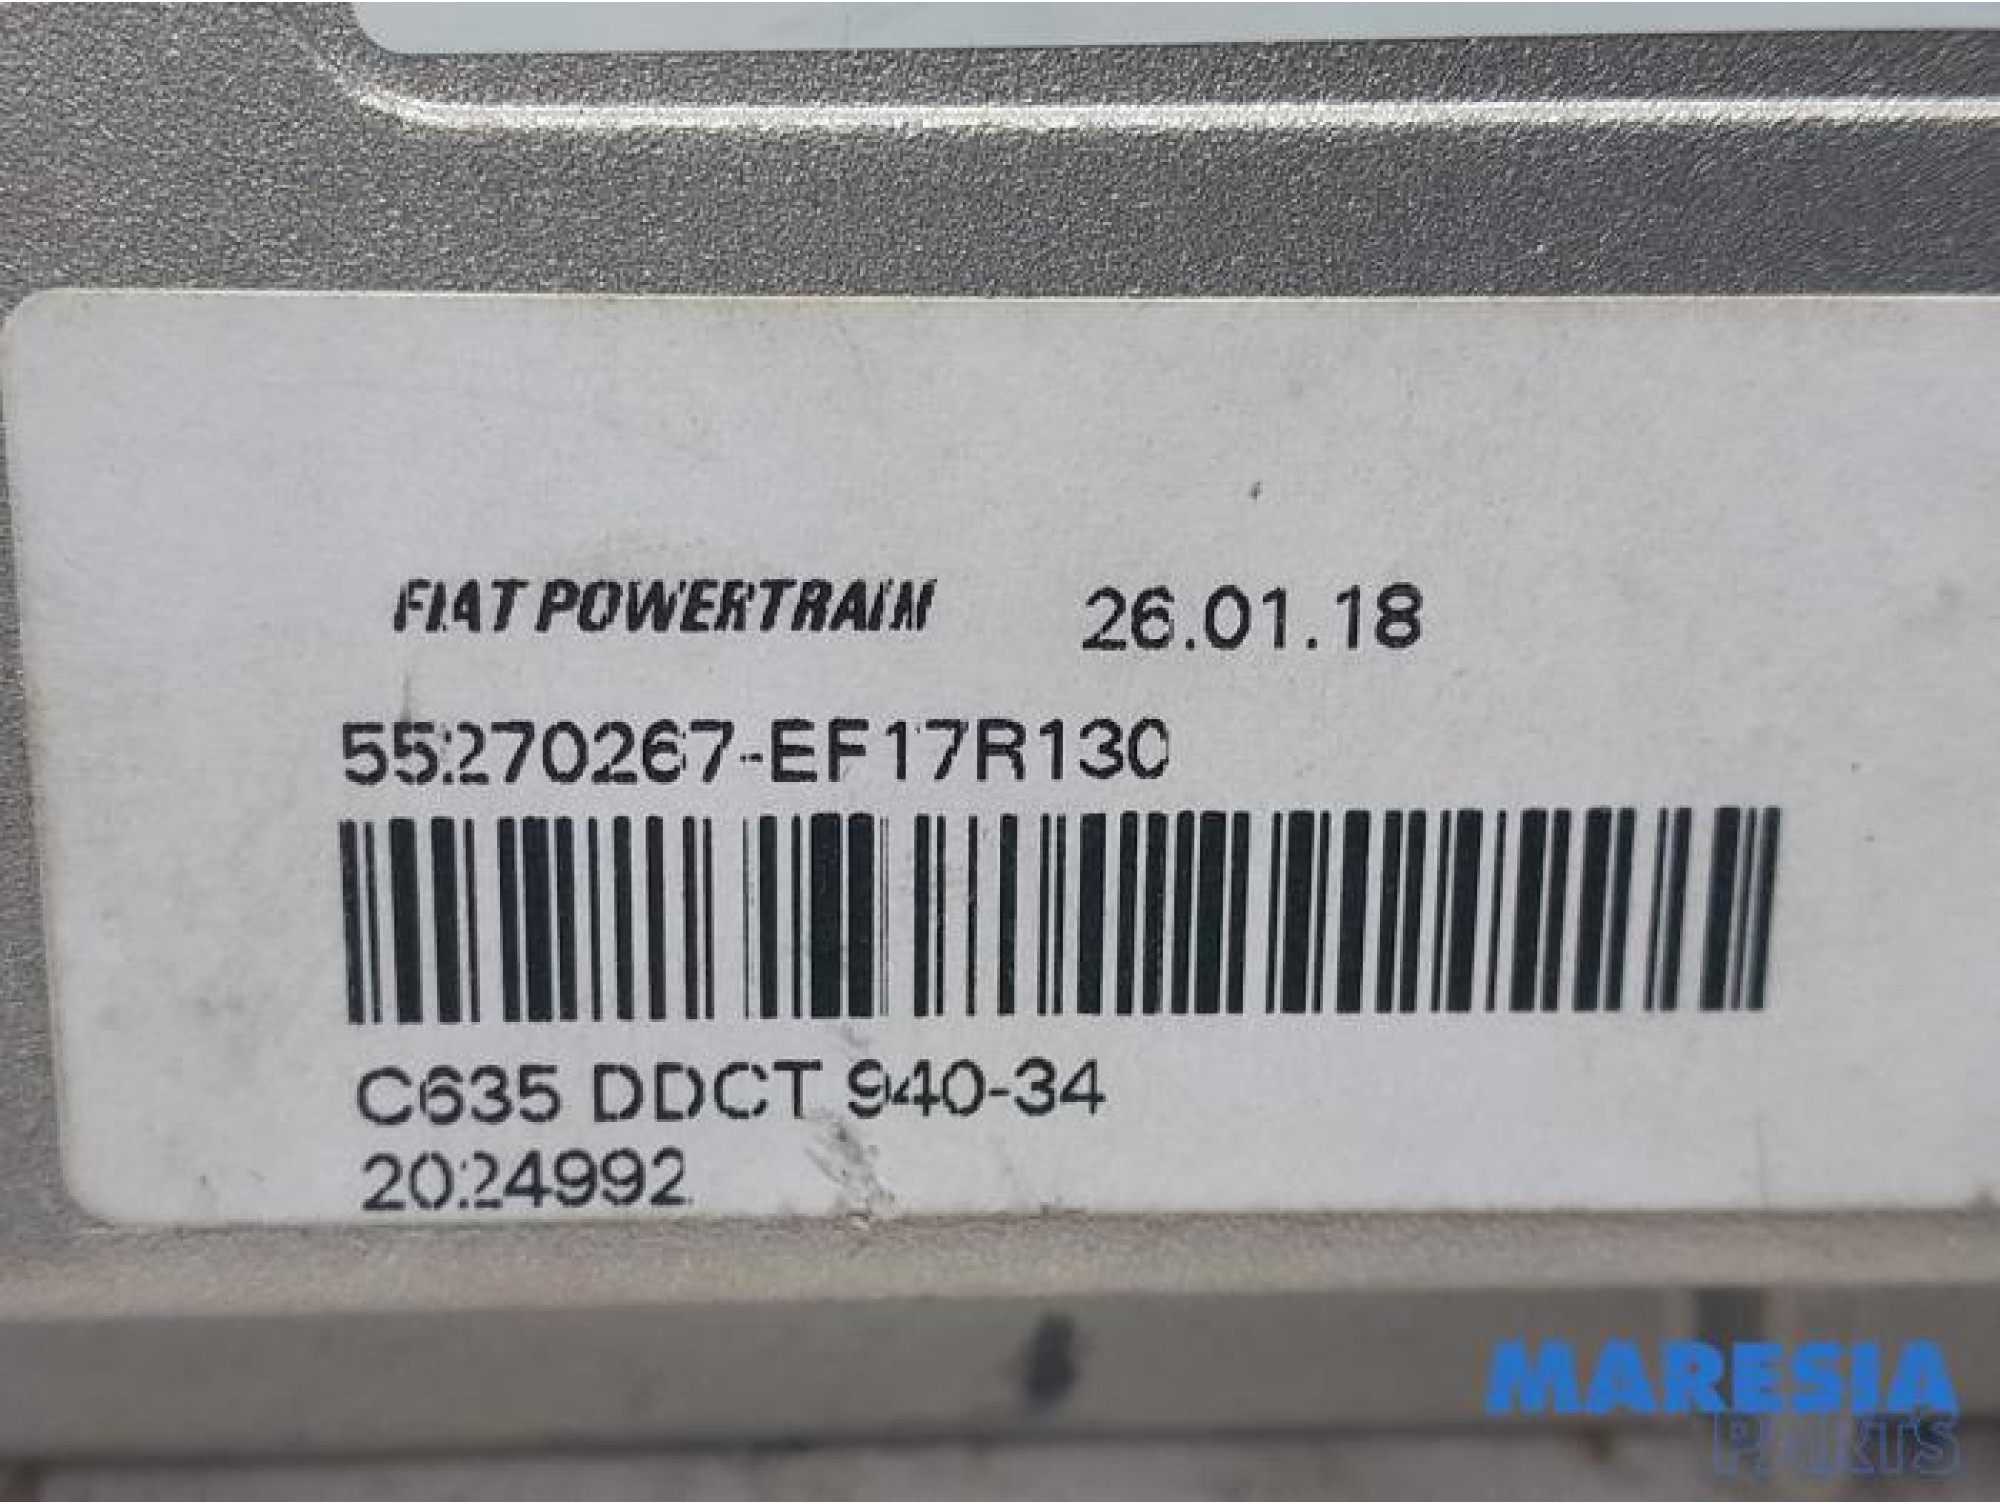 FIAT POWERTRAIN 26.01.18
55270267-EF17R130
C635 DDCT 940-34
2024992
MARESIA
PARTS